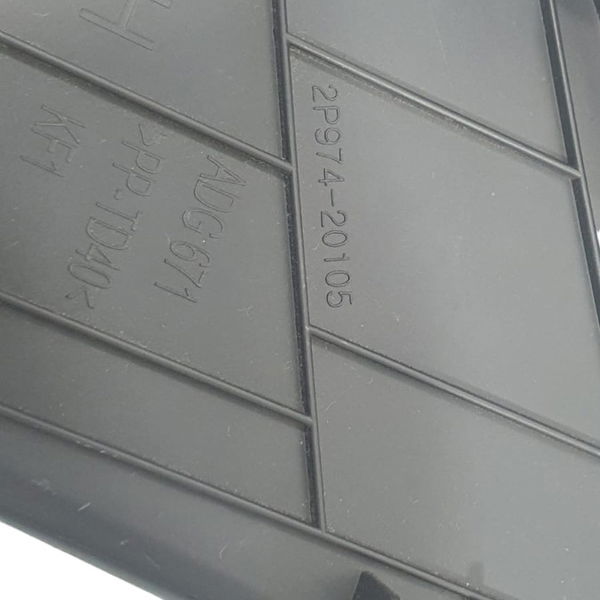 H
2P974-20105
ADG 671
>PP-TD40<
KF1